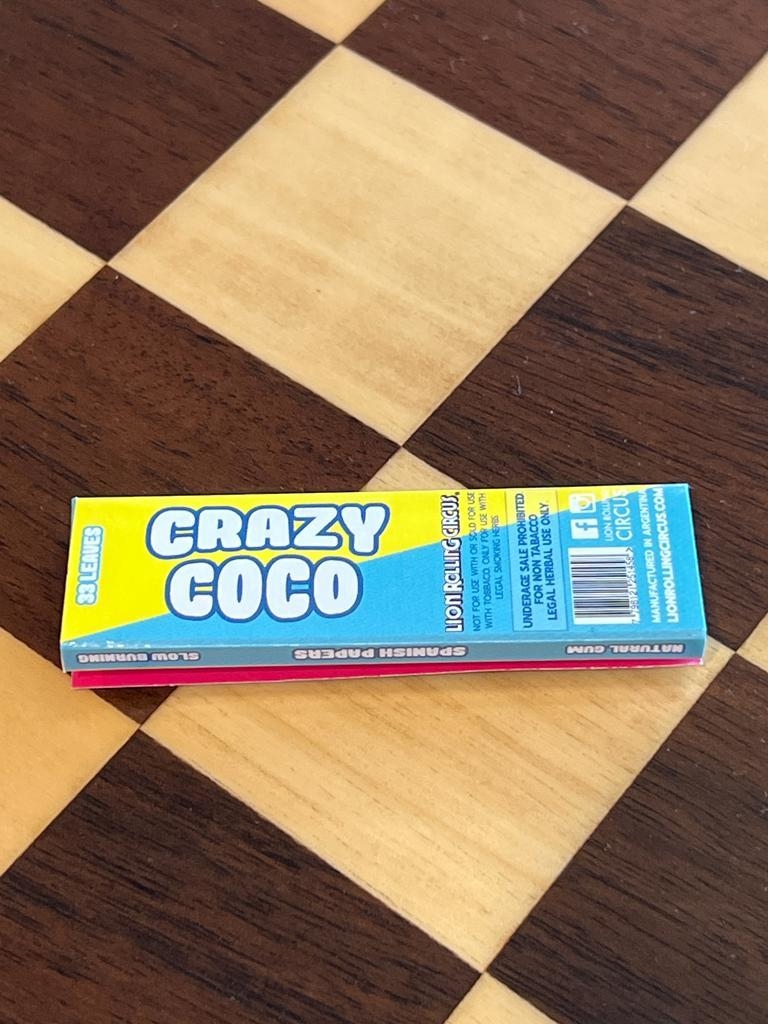 33 LEAVES
CRAZY
COCO
LION ROLLING CIRCUS
NOT FOR USE WITH OR SOLD FOR USE
WITH TOBBACO. ONLY FOR USE WITH
LEGAL SMOKING HERBS
UNDERAGE SALE PROHIBITED
FOR NON TABACCO
LEGAL HERBAL USE ONLY.
LION ROLLING
CIRCUS
MANUFACTURED IN ARGENTINA
LIONROLLINGCIRCUS.COM
NATURAL GUM
SPANISH PAPERS
SLOW BURNING